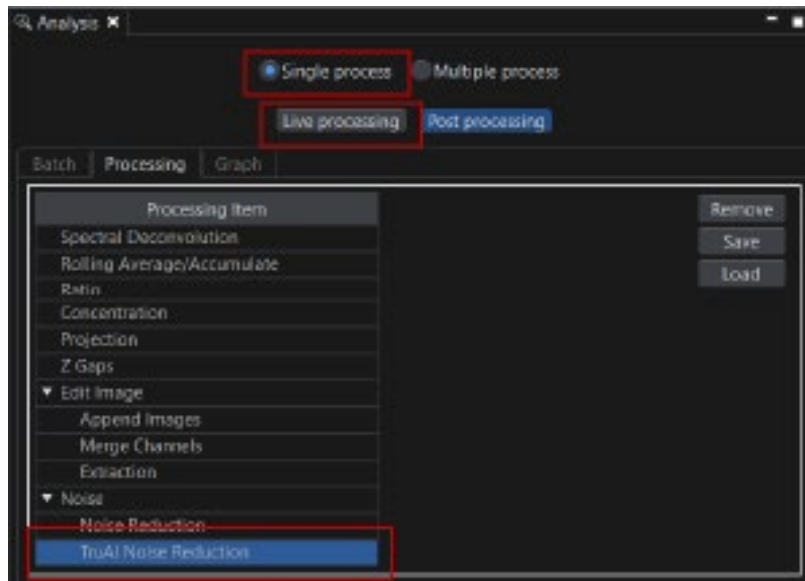 Analysis
Single process Multiple process
Live processing Post processing
Batch Processing Graph
Processing Item
Remove
Spectral Deconvolution
Save
Rolling Average/Accumulate
Load
Ratio
Concentration
Projection
Z Gaps
Edit Image
Append Images
Merge Channels
Extraction
Noise
Noise Reduction
TruAI Noise Reduction